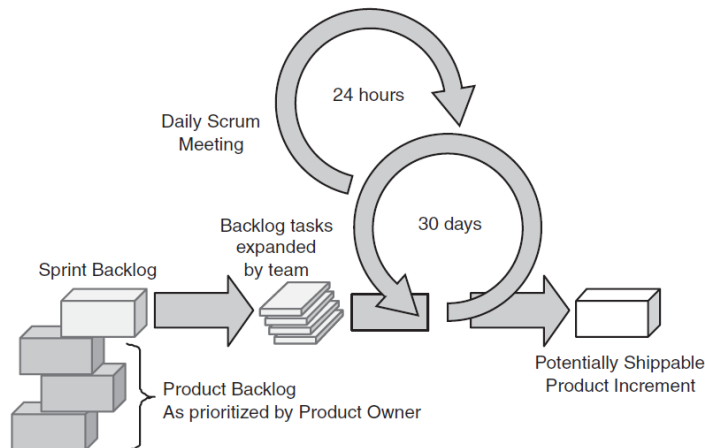 24 hours
Daily Scrum
Meeting
30 days
Backlog tasks
expanded
by team
Sprint Backlog
Potentially Shippable
Product Increment
Product Backlog
As prioritized by Product Owner